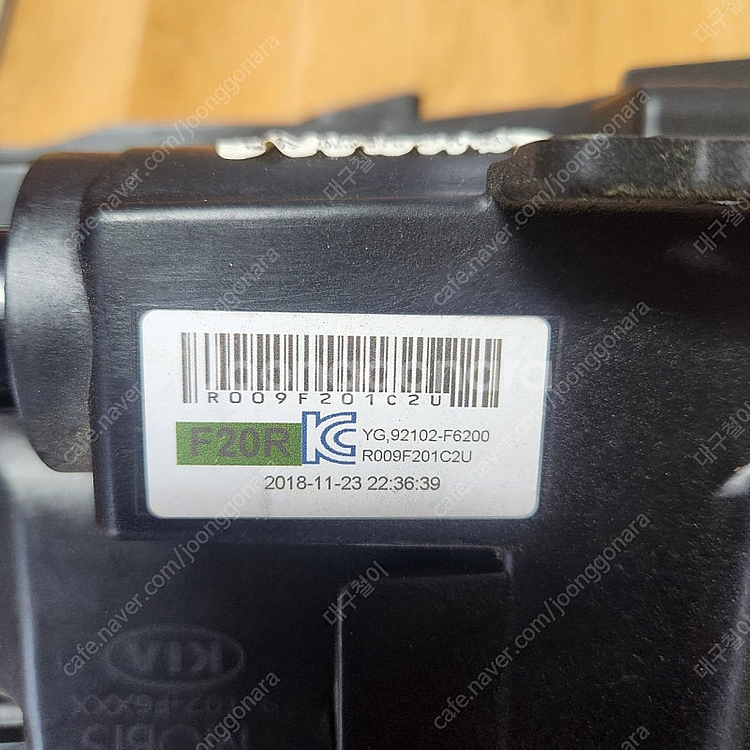 R009F201C2U
F20R
YG,92102-F6200
R009F201C2U
2018-11-23 22:36:39
KIA
cafe.naver.com/joonggonara
대구철이